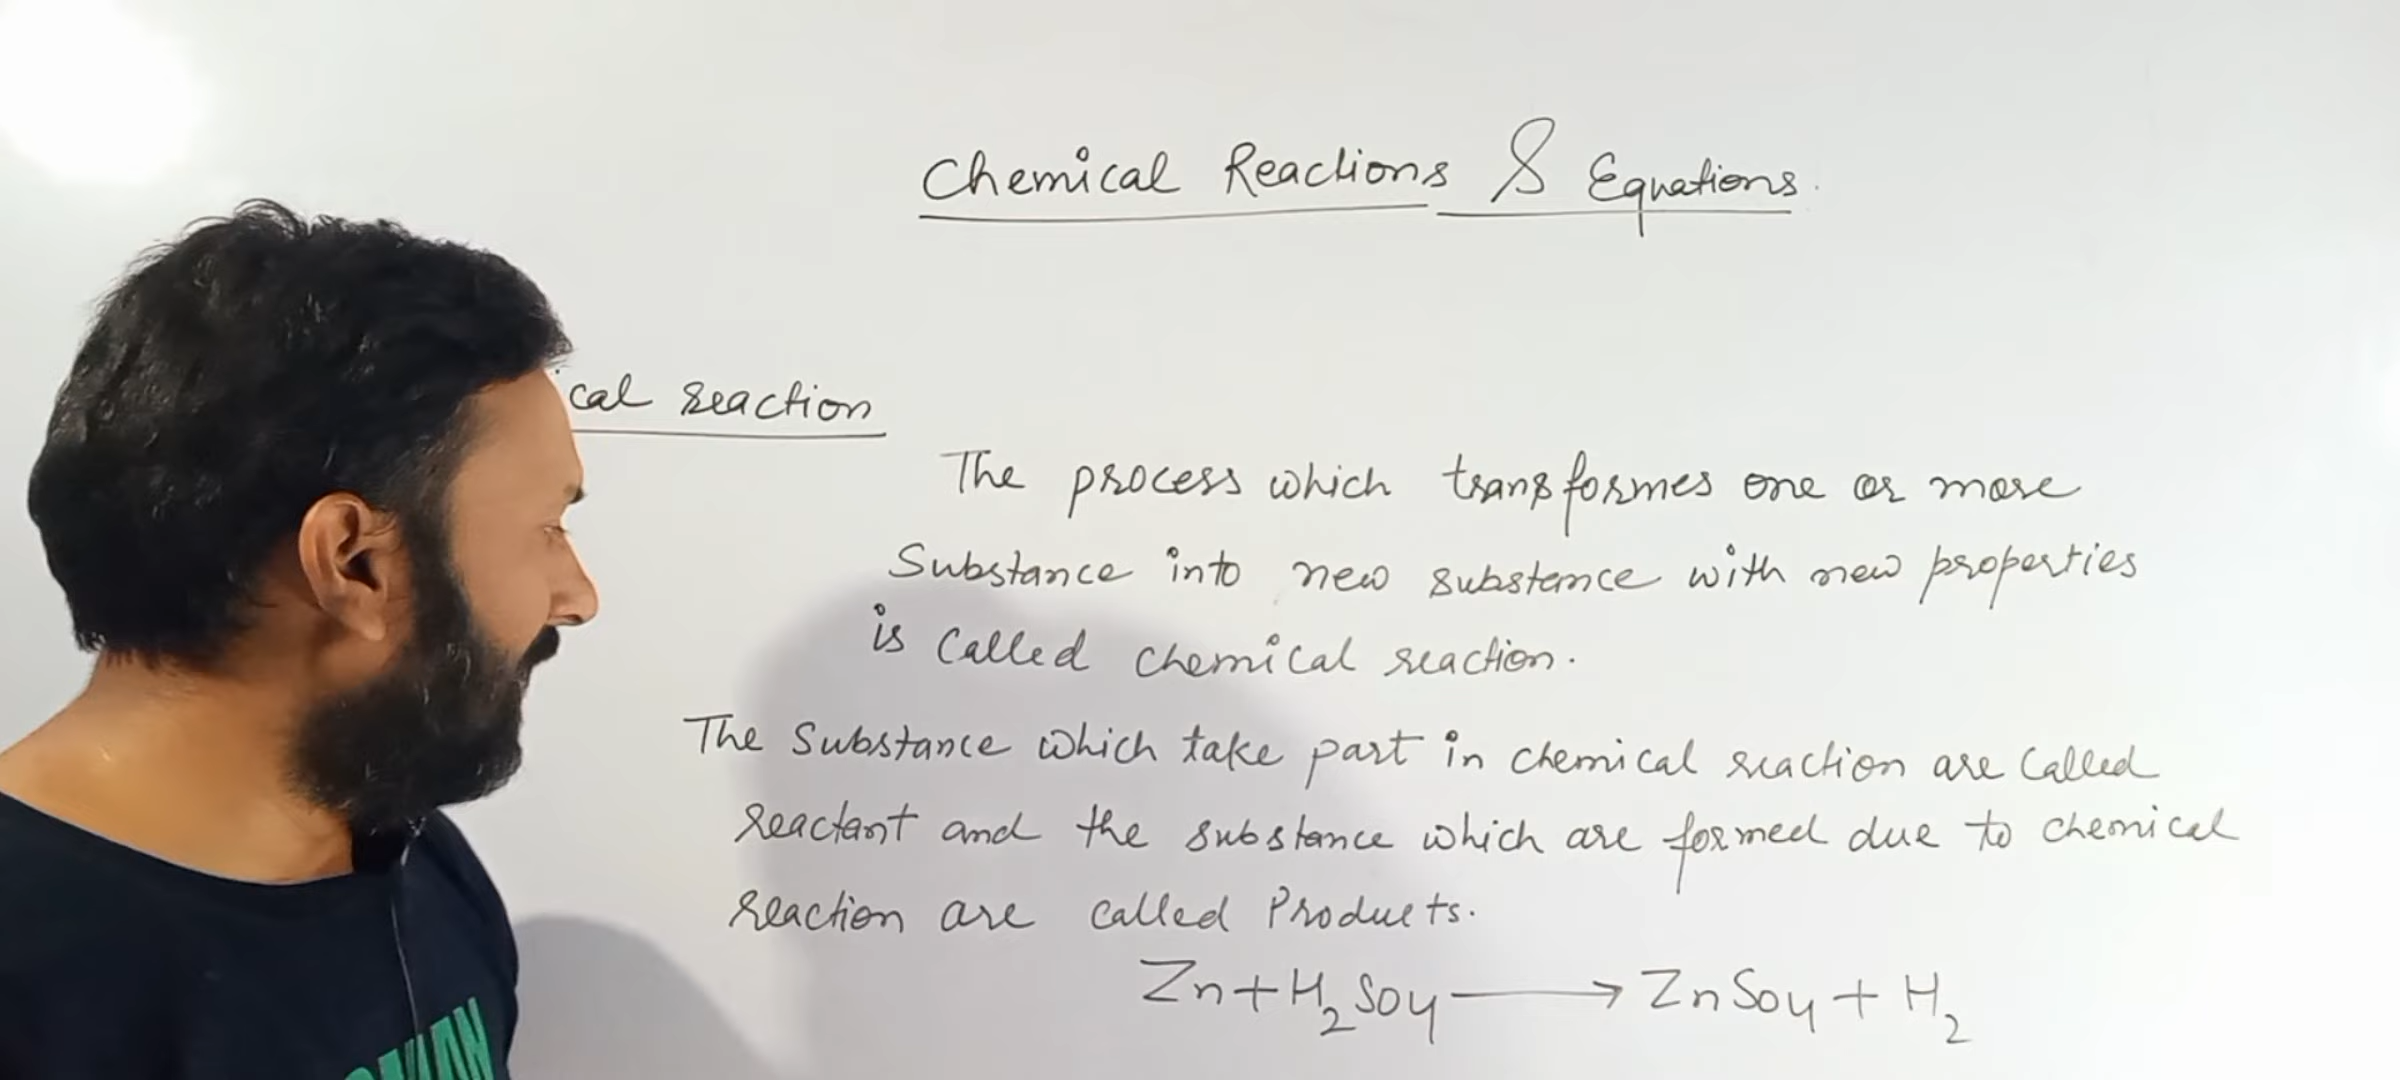 Chemical Reactions & Equations.
ical reaction
The process which transformes one or more
Substance into new substance with new properties
is Called chemical reaction.
The Substance which take part in chemical reaction are Called
reactant and the substance which are formed due to chemical
reaction are called Products.
Zn+H₂SO₄ → ZnSO₄ + H₂